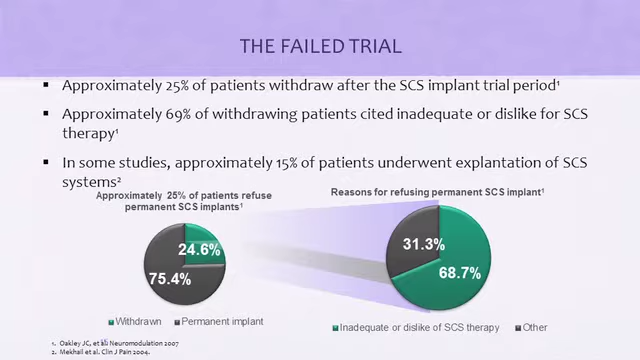 THE FAILED TRIAL
▪ Approximately 25% of patients withdraw after the SCS implant trial period¹
▪ Approximately 69% of withdrawing patients cited inadequate or dislike for SCS
therapy¹
▪ In some studies, approximately 15% of patients underwent explantation of SCS
systems²
Approximately 25% of patients refuse
permanent SCS implants¹
24.6%
75.4%
Withdrawn Permanent implant
Reasons for refusing permanent SCS implant¹
31.3%
68.7%
Inadequate or dislike of SCS therapy Other
1. Oakley JC, et al. Neuromodulation 2007
2. Mekhail et al. Clin J Pain 2004.